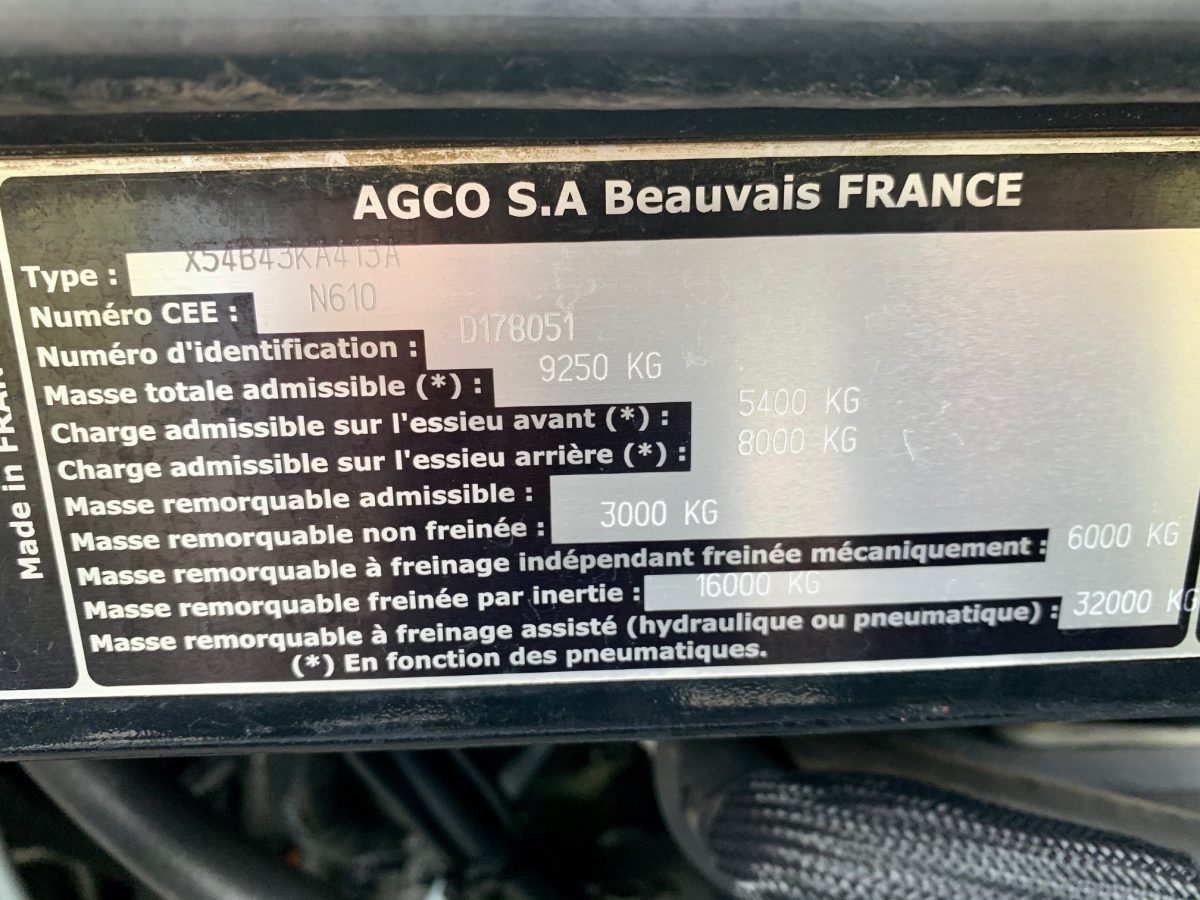 AGCO S.A Beauvais FRANCE
Type : X54B43KA413A
Numéro CEE : N610
Numéro d'identification : D178051
Masse totale admissible (*) : 9250 KG
Charge admissible sur l'essieu avant (*) : 5400 KG
Charge admissible sur l'essieu arrière (*) : 8000 KG
Masse remorquable admissible :
Masse remorquable non freinée : 3000 KG
Masse remorquable à freinage indépendant freinée mécaniquement : 6000 KG
Masse remorquable freinée par inertie : 16000 KG
Masse remorquable à freinage assisté (hydraulique ou pneumatique) : 32000 KG
(*) En fonction des pneumatiques.
Made in FRAN